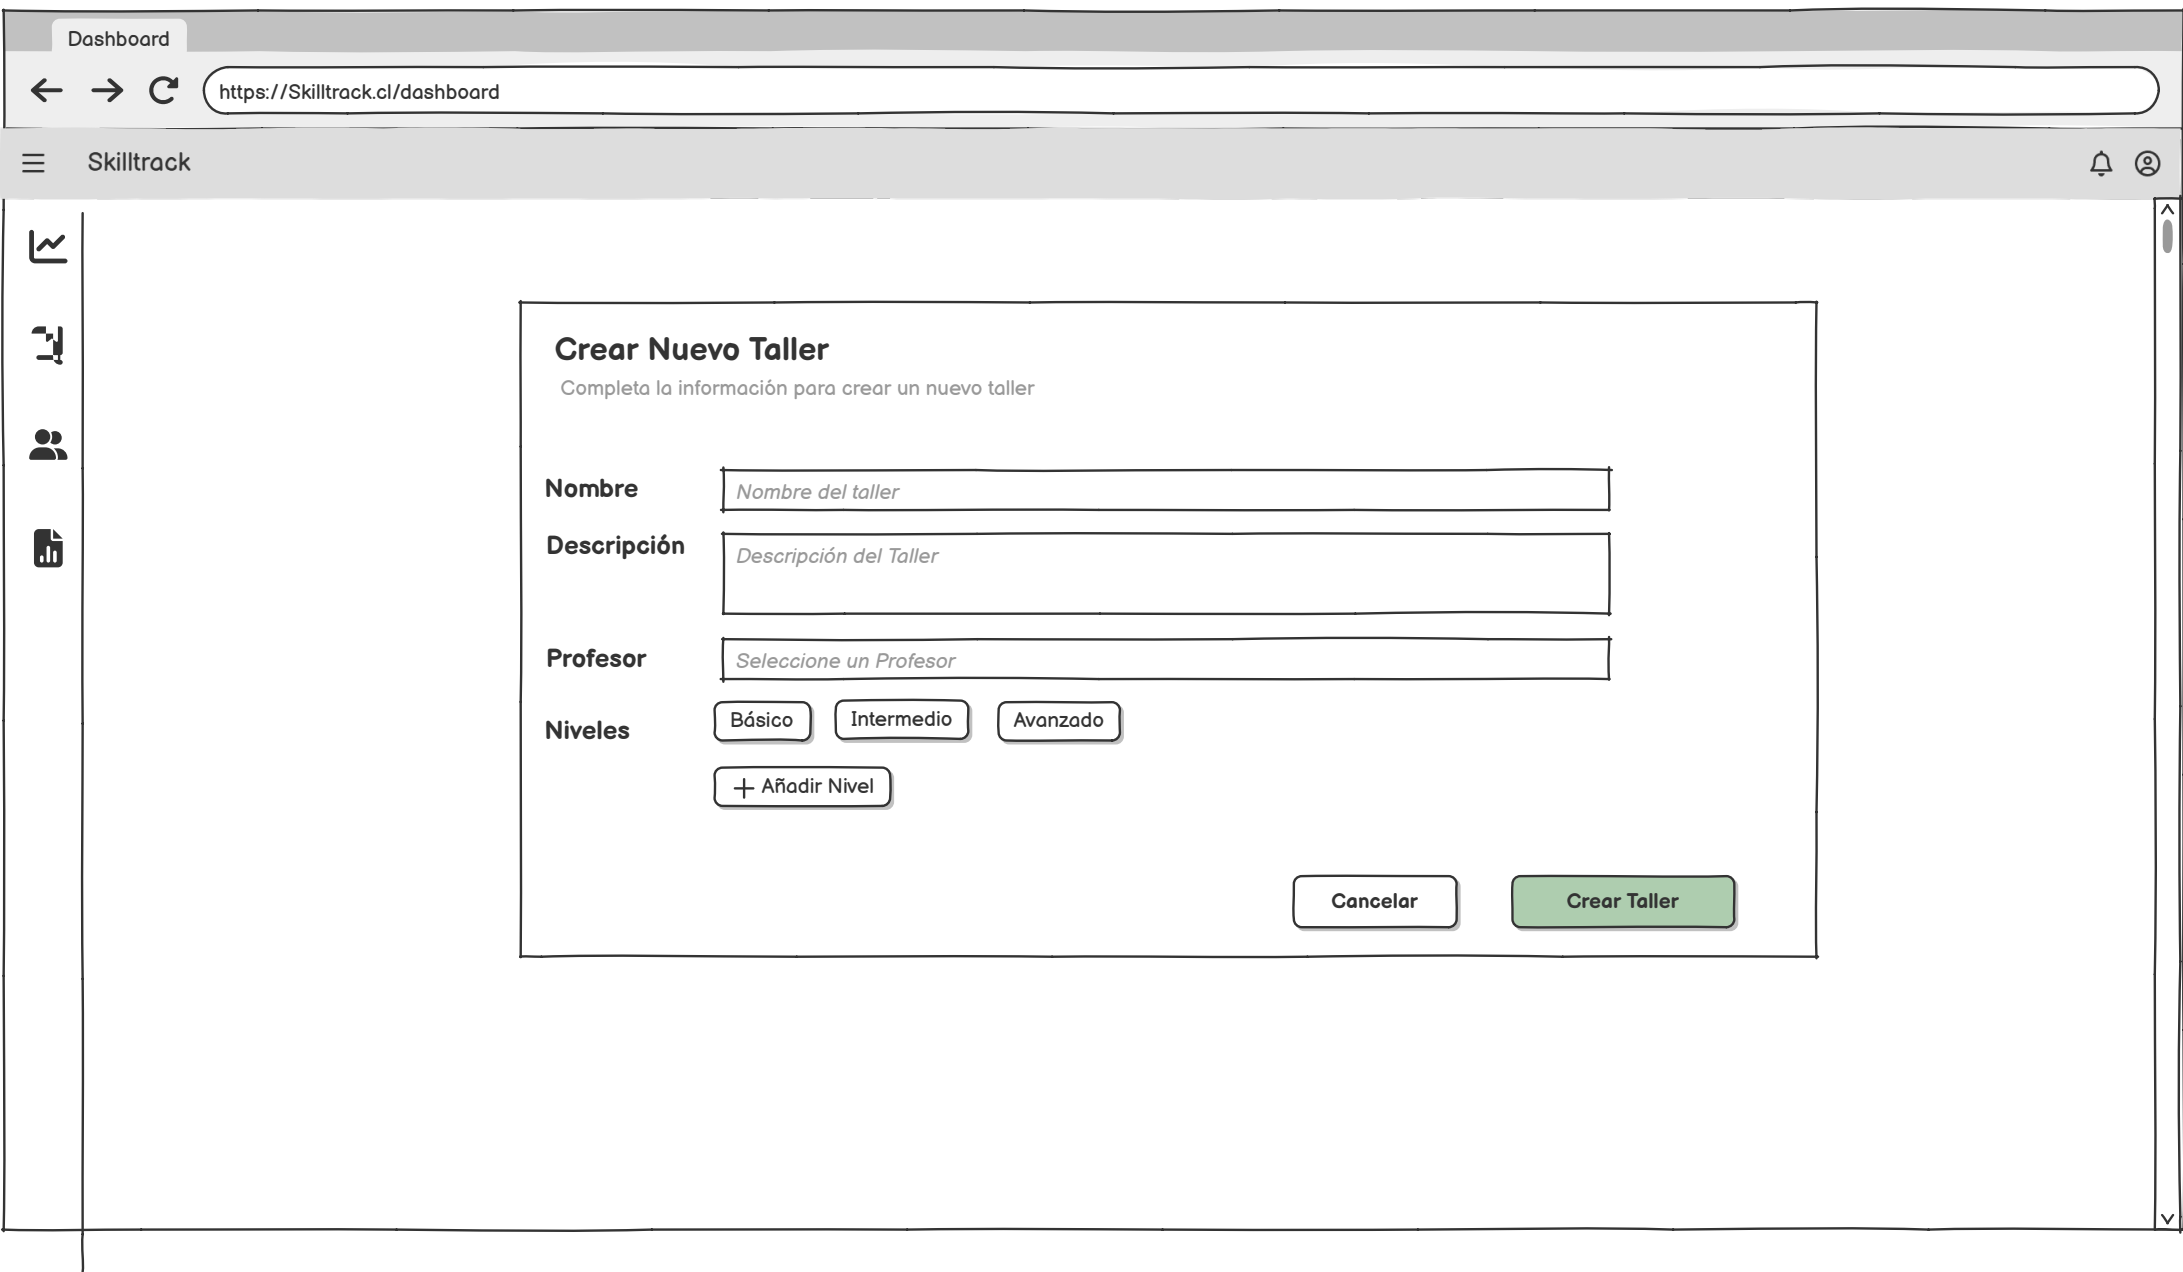 Dashboard
https://Skilltrack.cl/dashboard
Skilltrack
Crear Nuevo Taller
Completa la información para crear un nuevo taller
Nombre
Nombre del taller
Descripción
Descripción del Taller
Profesor
Seleccione un Profesor
Niveles
Básico
Intermedio
Avanzado
Añadir Nivel
Cancelar
Crear Taller